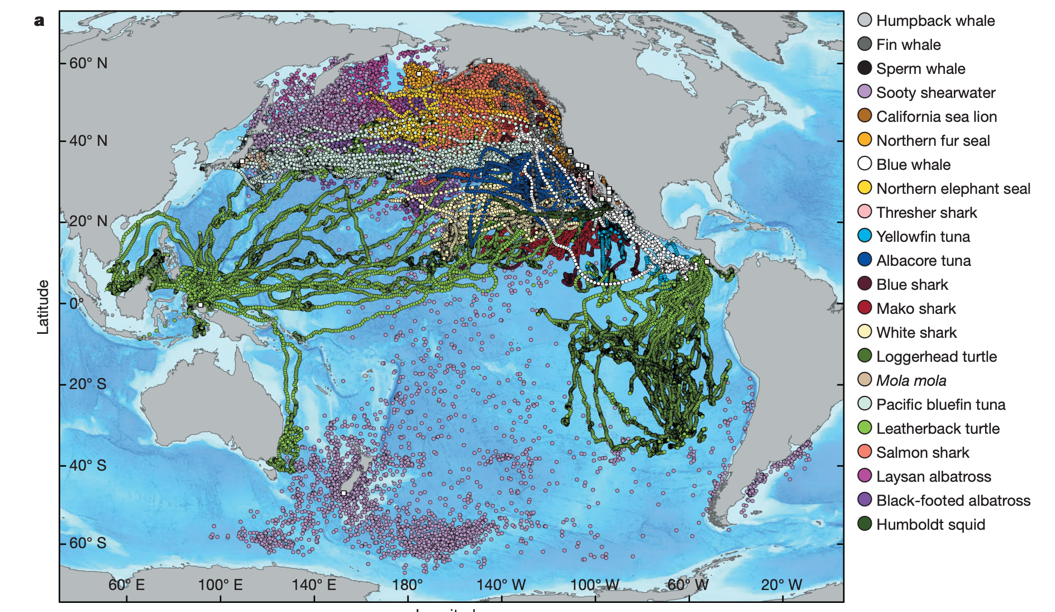 a
Humpback whale
Fin whale
Sperm whale
Sooty shearwater
California sea lion
Northern fur seal
Blue whale
Northern elephant seal
Thresher shark
Yellowfin tuna
Albacore tuna
Blue shark
Mako shark
White shark
Loggerhead turtle
Mola mola
Pacific bluefin tuna
Leatherback turtle
Salmon shark
Laysan albatross
Black-footed albatross
Humboldt squid
Latitude
60° N
40° N
20° N
0°
20° S
40° S
60° S
60° E 100° E 140° E 180° 140° W 100° W 60° W 20° W